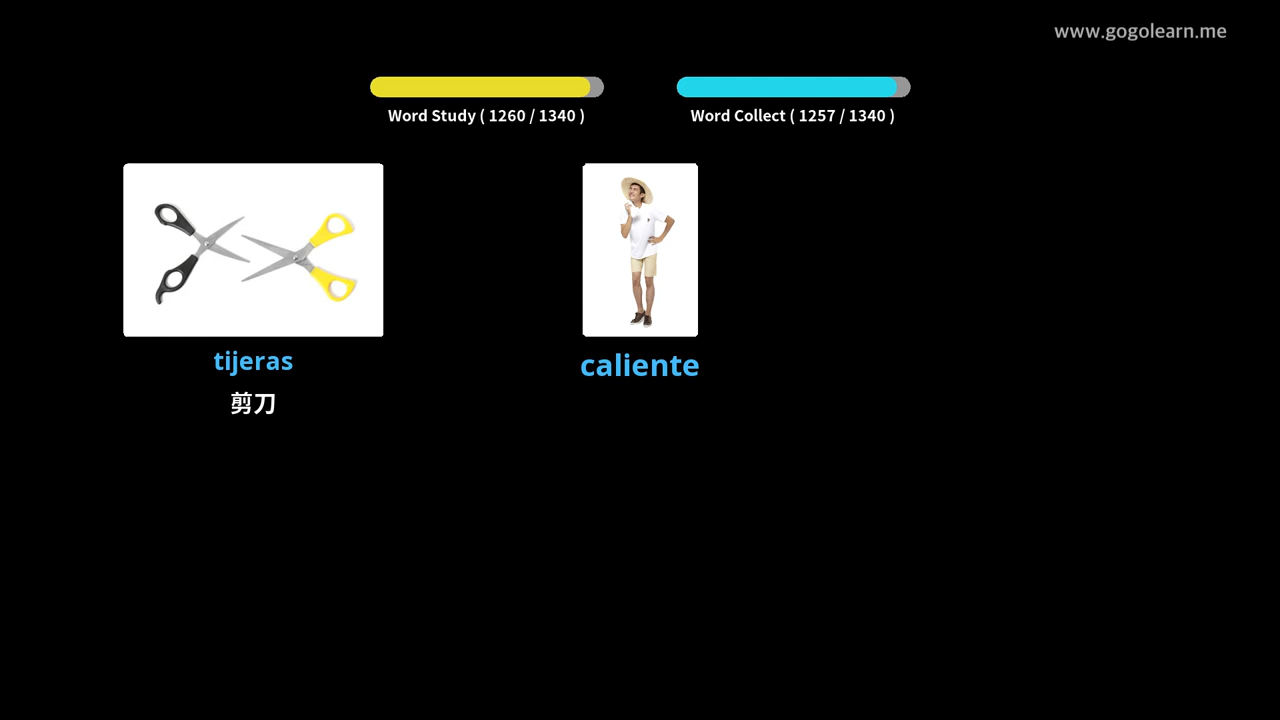 www.gogolearn.me
Word Study ( 1260 / 1340 )
Word Collect ( 1257 / 1340 )
tijeras
剪刀
caliente